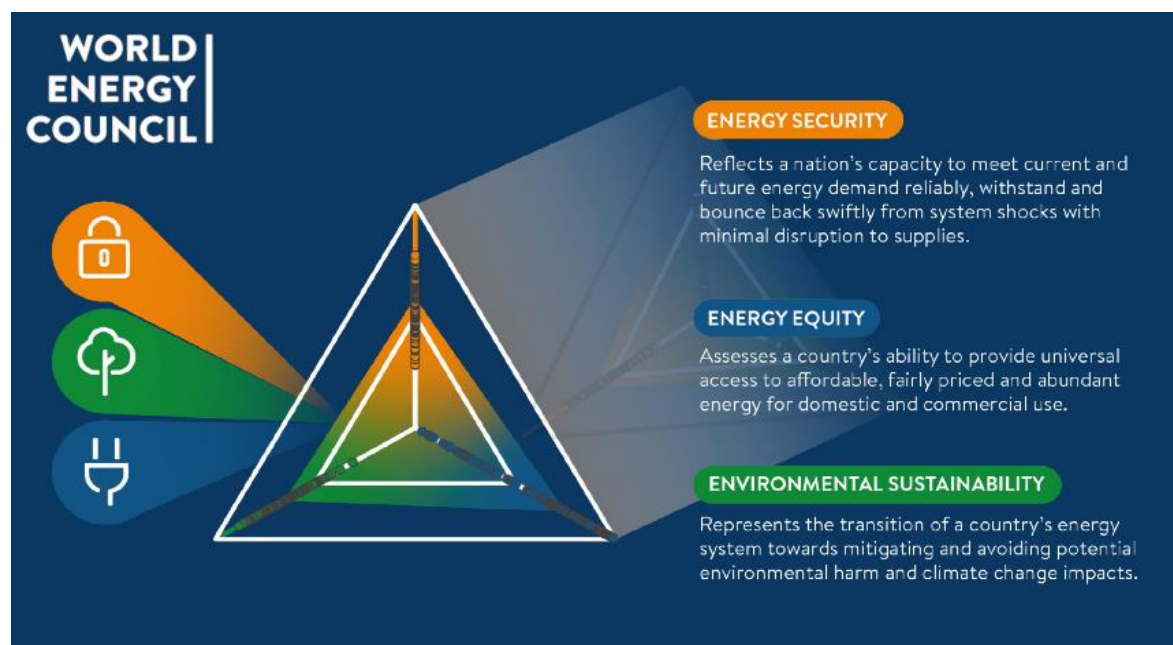 WORLD
ENERGY
COUNCIL
ENERGY SECURITY
Reflects a nation's capacity to meet current and
future energy demand reliably, withstand and
bounce back swiftly from system shocks with
minimal disruption to supplies.
ENERGY EQUITY
Assesses a country's ability to provide universal
access to affordable, fairly priced and abundant
energy for domestic and commercial use.
ENVIRONMENTAL SUSTAINABILITY
Represents the transition of a country's energy
system towards mitigating and avoiding potential
environmental harm and climate change impacts.